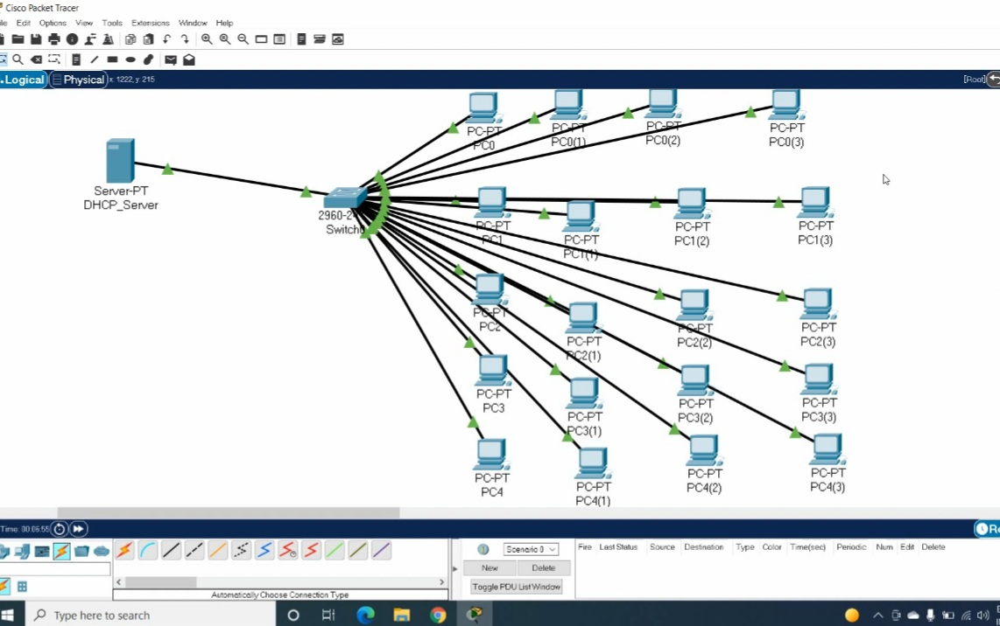 Cisco Packet Tracer
Edit Options View Tools Extensions Window Help
Logical Physical x: 1222, y: 215 [Root]
PC-PT PC-PT PC-PT PC-PT
PC0 PC0(1) PC0(2) PC0(3)
Server-PT
DHCP_Server
Switch0
PC-PT PC-PT PC-PT PC-PT
PC1 PC1(1) PC1(2) PC1(3)
PC-PT PC-PT PC-PT PC-PT
PC2 PC2(1) PC2(2) PC2(3)
PC-PT PC-PT PC-PT PC-PT
PC3 PC3(1) PC3(2) PC3(3)
PC-PT PC-PT PC-PT PC-PT
PC4 PC4(1) PC4(2) PC4(3)
Time: 00:06:55
Scenario 0
Fire Last Status Source Destination Type Color Time(sec) Periodic Num Edit Delete
New Delete
Toggle PDU List Window
Automatically Choose Connection Type
Type here to search